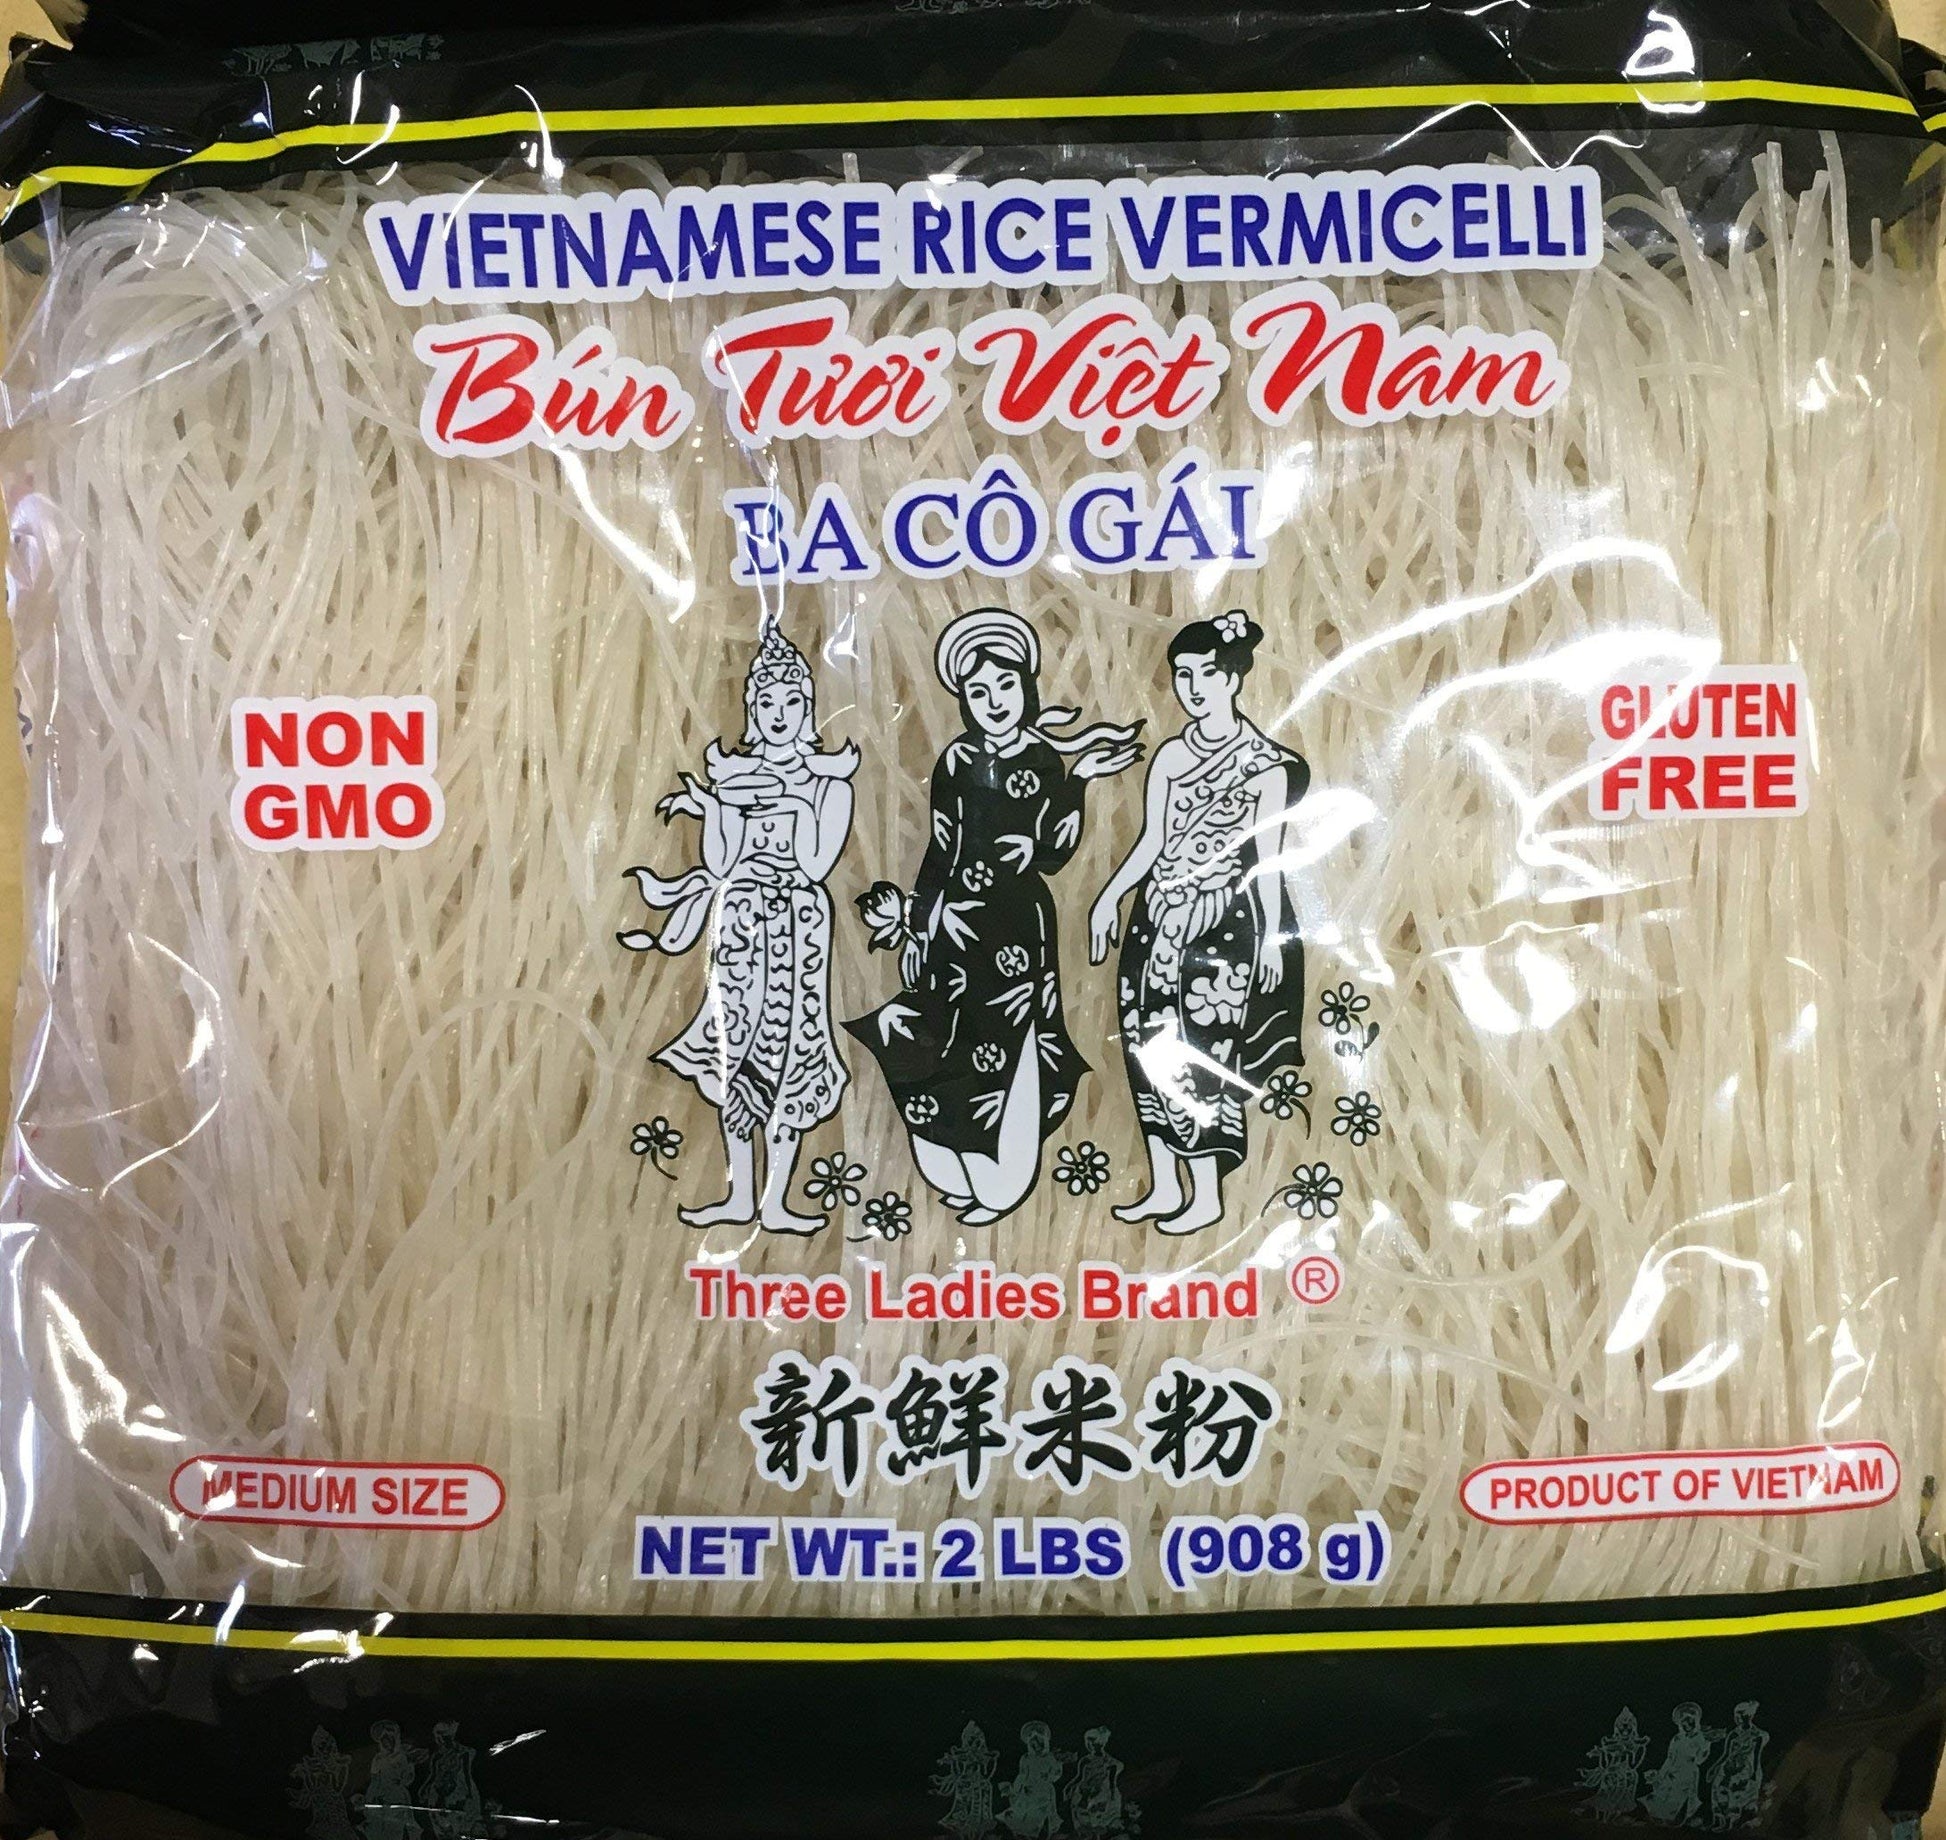 VIETNAMESE RICE VERMICELLI
Bún Tươi Việt Nam
BA CÔ GÁI
NON
GMO
GLUTEN
FREE
Three Ladies Brand ®
新鮮米粉
MEDIUM SIZE
PRODUCT OF VIETNAM
NET WT.: 2 LBS (908 g)